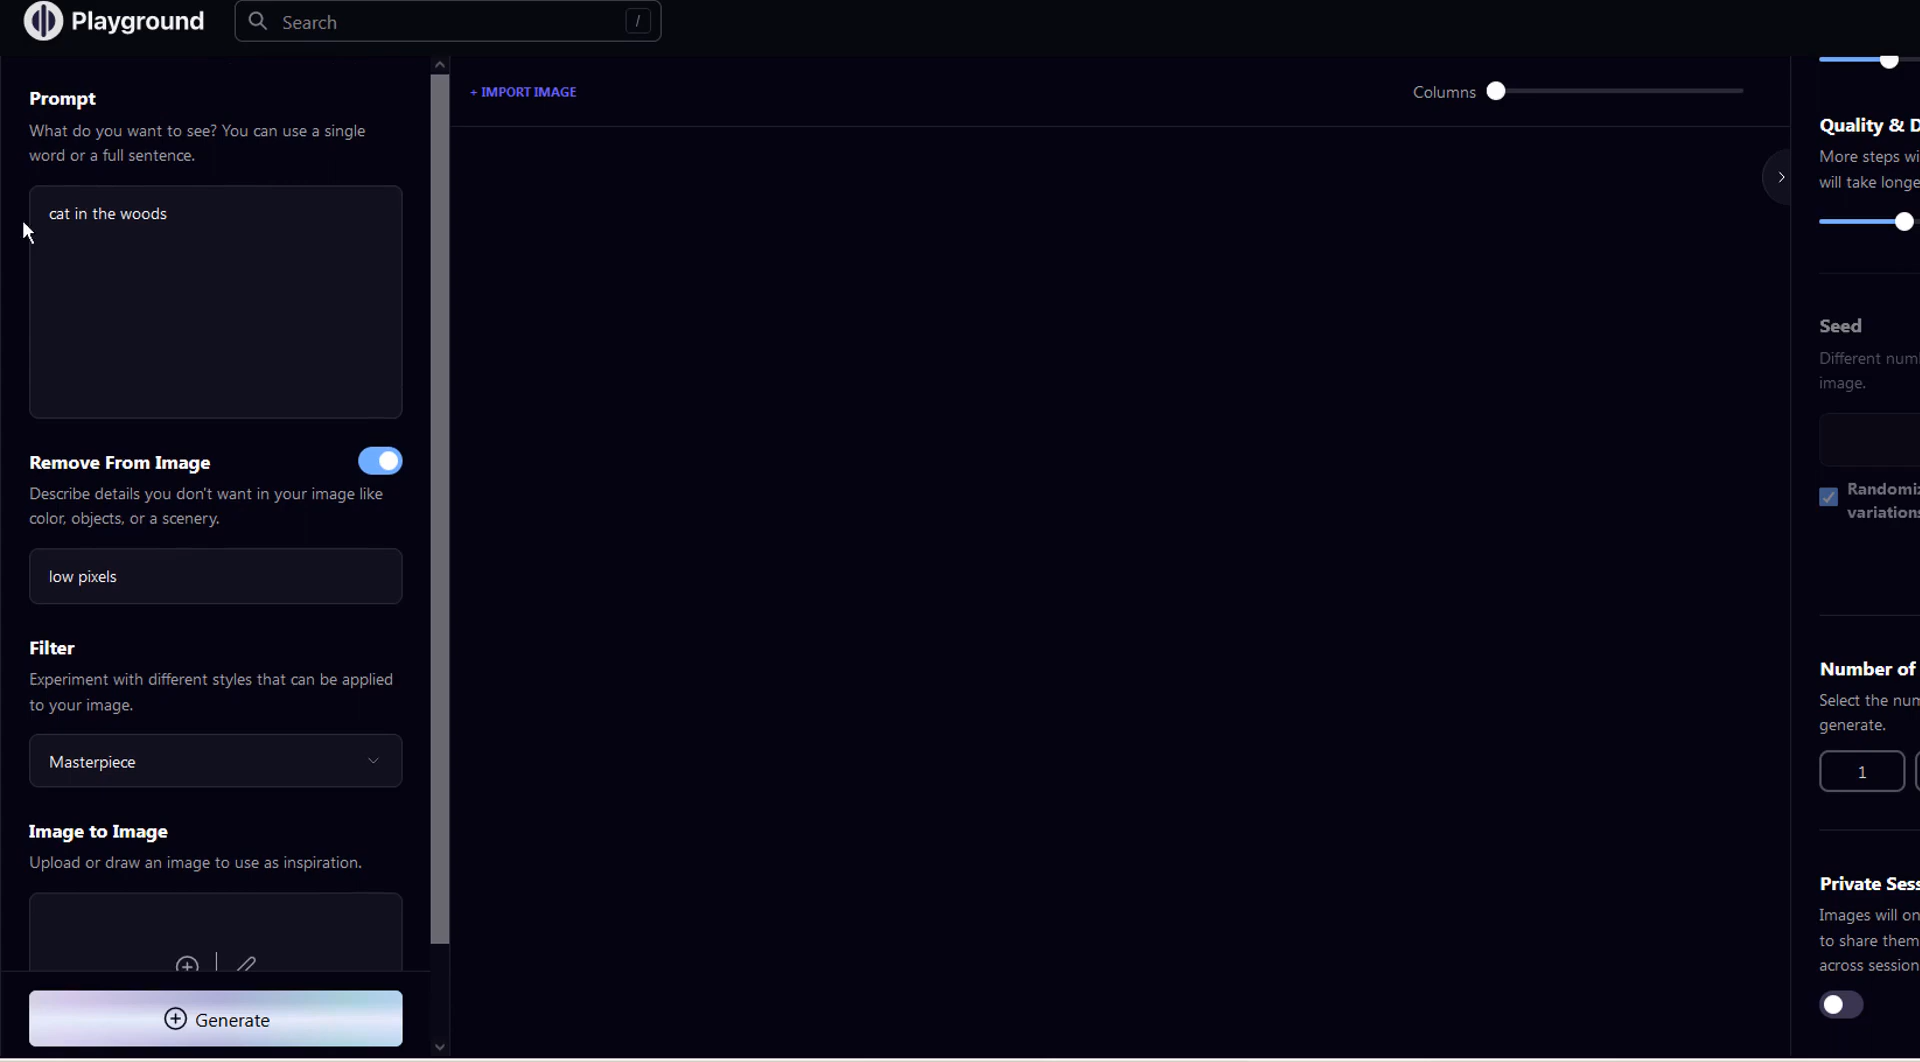 Playground
Search
/
Prompt
What do you want to see? You can use a single
word or a full sentence.
cat in the woods
Remove From Image
Describe details you don't want in your image like
color, objects, or a scenery.
low pixels
Filter
Experiment with different styles that can be applied
to your image.
Masterpiece
Image to Image
Upload or draw an image to use as inspiration.
Generate
+ IMPORT IMAGE
Columns
Quality & D
More steps wi
will take longe
Seed
Different num
image.
Randomiz
variations
Number of
Select the num
generate.
1
Private Sess
Images will on
to share them
across session